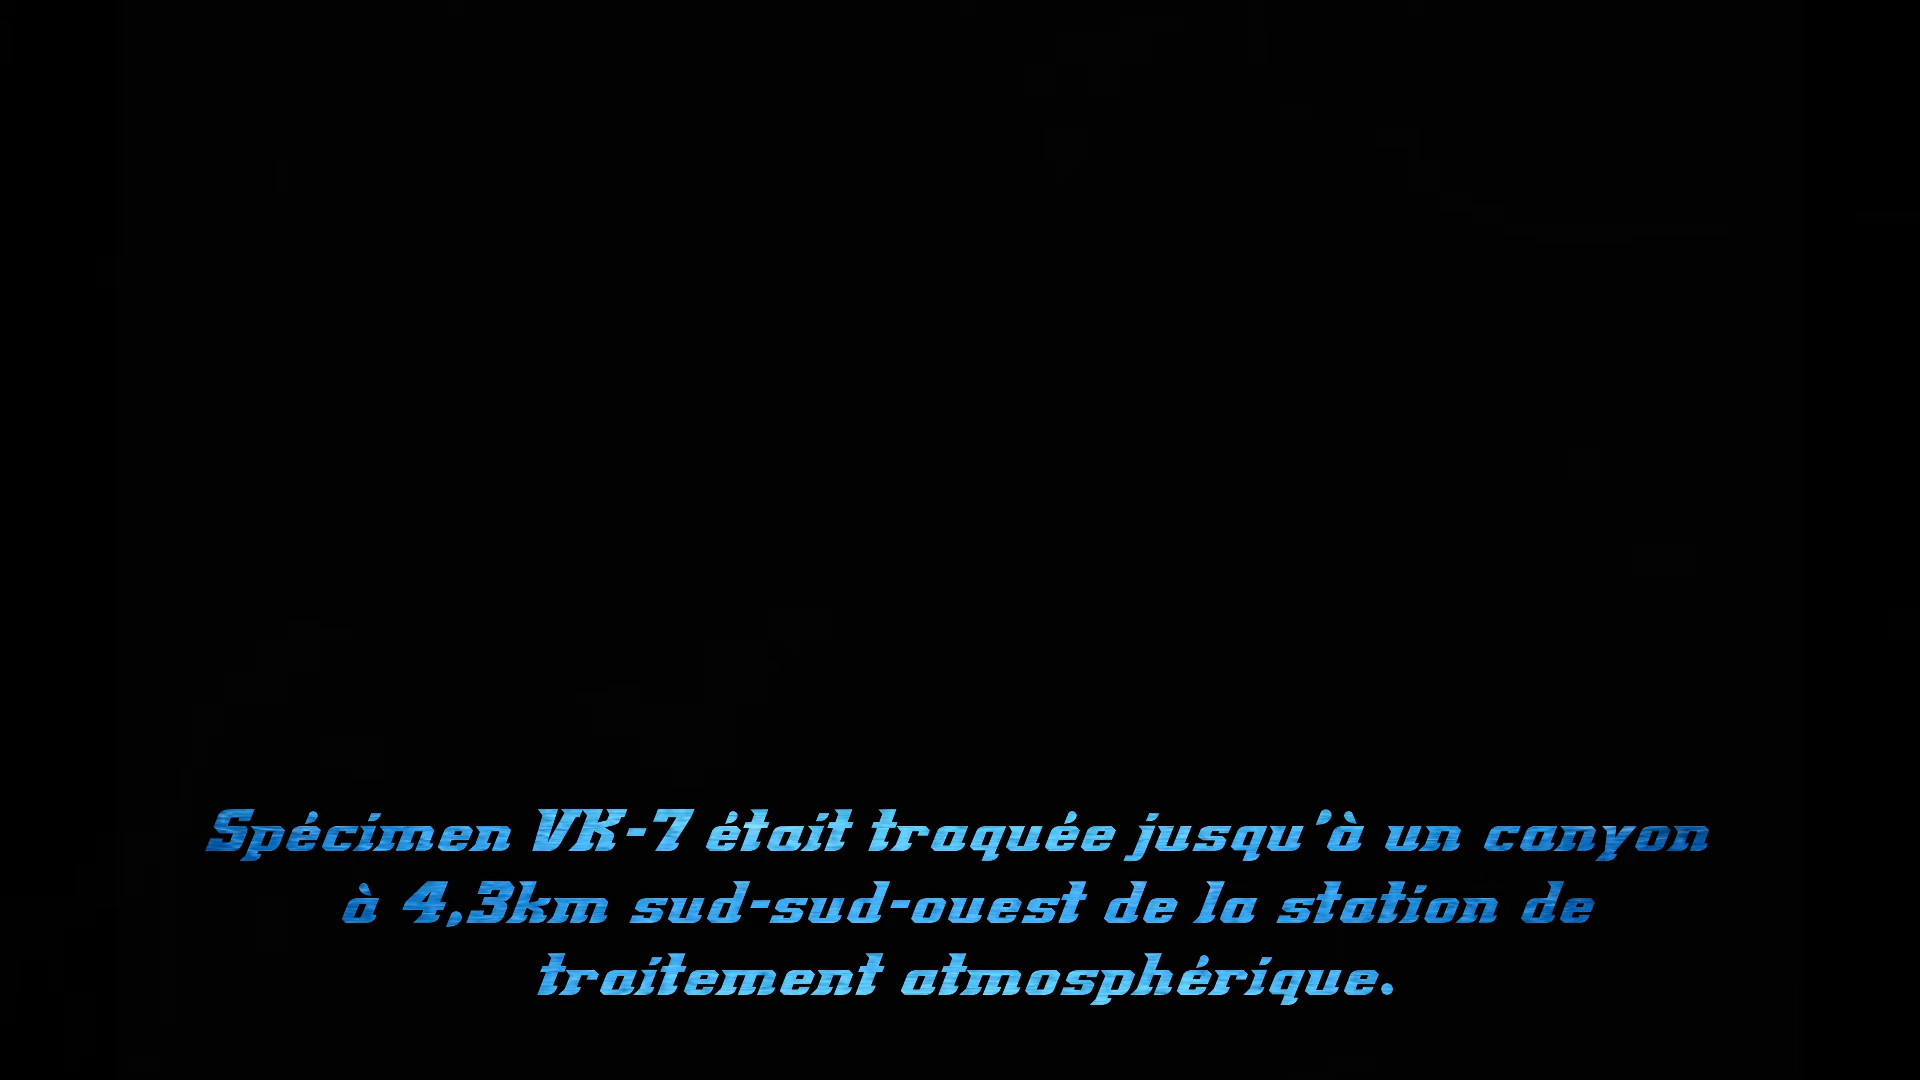 Spécimen VK-7 était traquée jusqu'à un canyon
à 4,3km sud-sud-ouest de la station de
traitement atmosphérique.